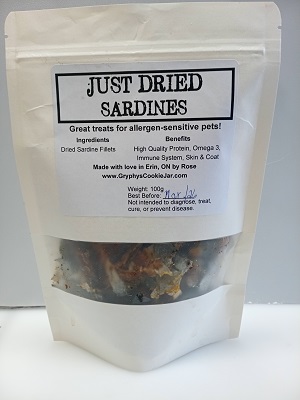 JUST DRIED
SARDINES
Great treats for allergen-sensitive pets!
Ingredients Benefits
Dried Sardine Fillets High Quality Protein, Omega 3,
Immune System, Skin & Coat
Made with love in Erin, ON by Rose
www.GryphysCookieJar.com
Weight: 100g
Best Before: Mar
Not intended to diagnose, treat,
cure, or prevent disease.